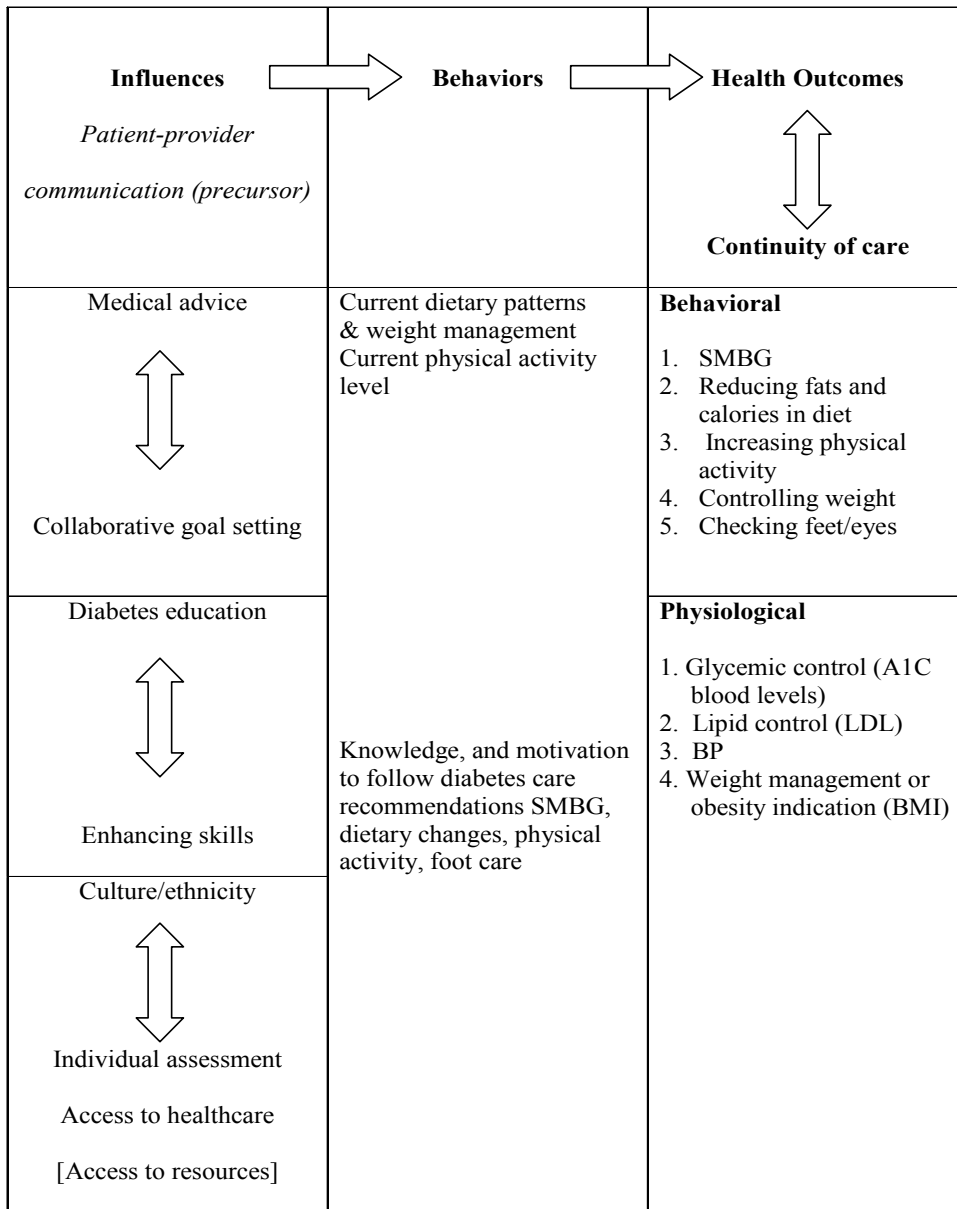 Influences
Patient-provider
communication (precursor)
Behaviors
Health Outcomes
Continuity of care
Medical advice
Collaborative goal setting
Current dietary patterns
& weight management
Current physical activity
level
Behavioral
1. SMBG
2. Reducing fats and
calories in diet
3. Increasing physical
activity
4. Controlling weight
5. Checking feet/eyes
Diabetes education
Enhancing skills
Knowledge, and motivation
to follow diabetes care
recommendations SMBG,
dietary changes, physical
activity, foot care
Physiological
1. Glycemic control (A1C
blood levels)
2. Lipid control (LDL)
3. BP
4. Weight management or
obesity indication (BMI)
Culture/ethnicity
Individual assessment
Access to healthcare
[Access to resources]